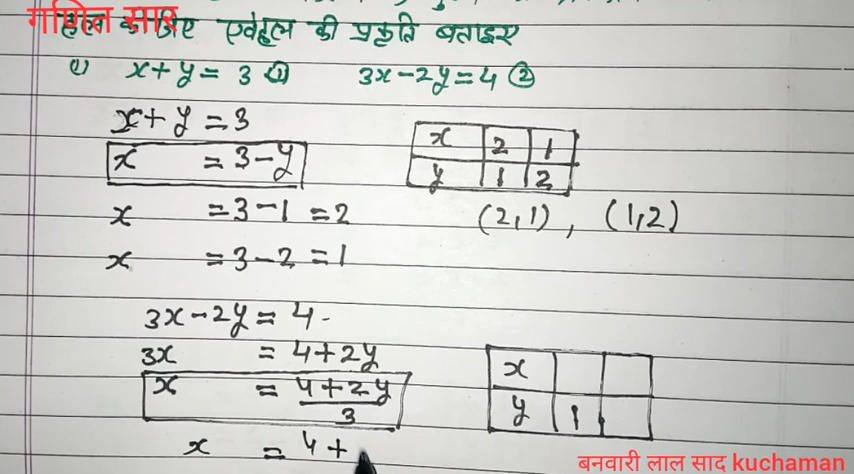 गणित सार
हल कीजिए एवं हल की प्रकृति बताइए
(1) x + y = 3 (1) 3x - 2y = 4 (2)
x + y = 3
x = 3 - y
x = 3 - 1 = 2
x = 3 - 2 = 1
x 2 1
y 1 2
(2,1), (1,2)
3x - 2y = 4
3x = 4 + 2y
x = 4 + 2y / 3
x = 4 +
x
y 1
बनवारी लाल साद kuchaman